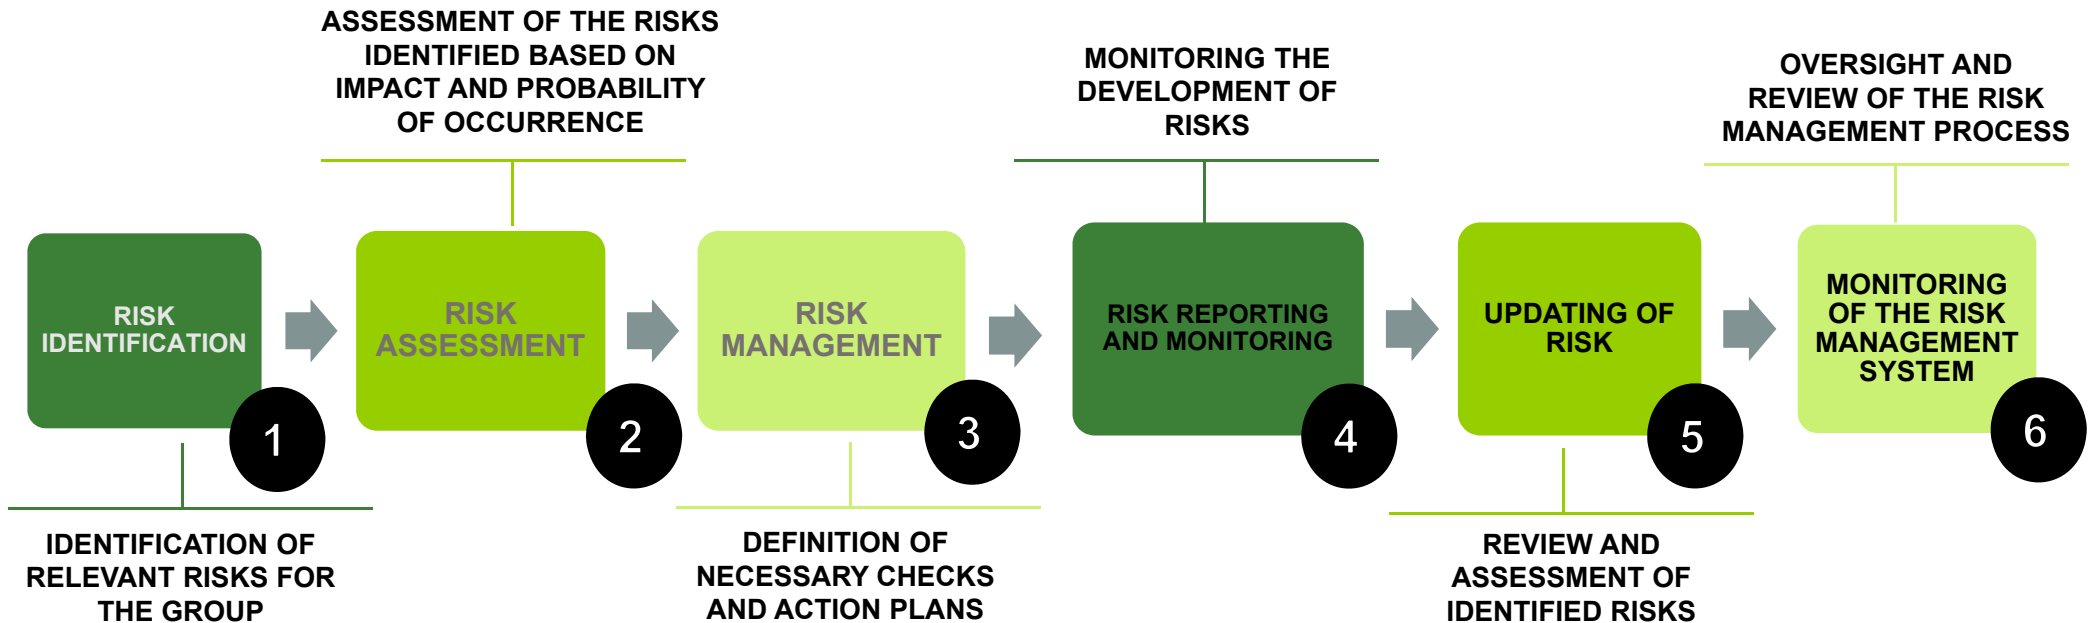 ASSESSMENT OF THE RISKS
IDENTIFIED BASED ON
IMPACT AND PROBABILITY
OF OCCURRENCE
MONITORING THE
DEVELOPMENT OF
RISKS
OVERSIGHT AND
REVIEW OF THE RISK
MANAGEMENT PROCESS
RISK
IDENTIFICATION
1
RISK
ASSESSMENT
2
RISK
MANAGEMENT
3
RISK REPORTING
AND MONITORING
4
UPDATING OF
RISK
5
MONITORING
OF THE RISK
MANAGEMENT
SYSTEM
6
IDENTIFICATION OF
RELEVANT RISKS FOR
THE GROUP
DEFINITION OF
NECESSARY CHECKS
AND ACTION PLANS
REVIEW AND
ASSESSMENT OF
IDENTIFIED RISKS